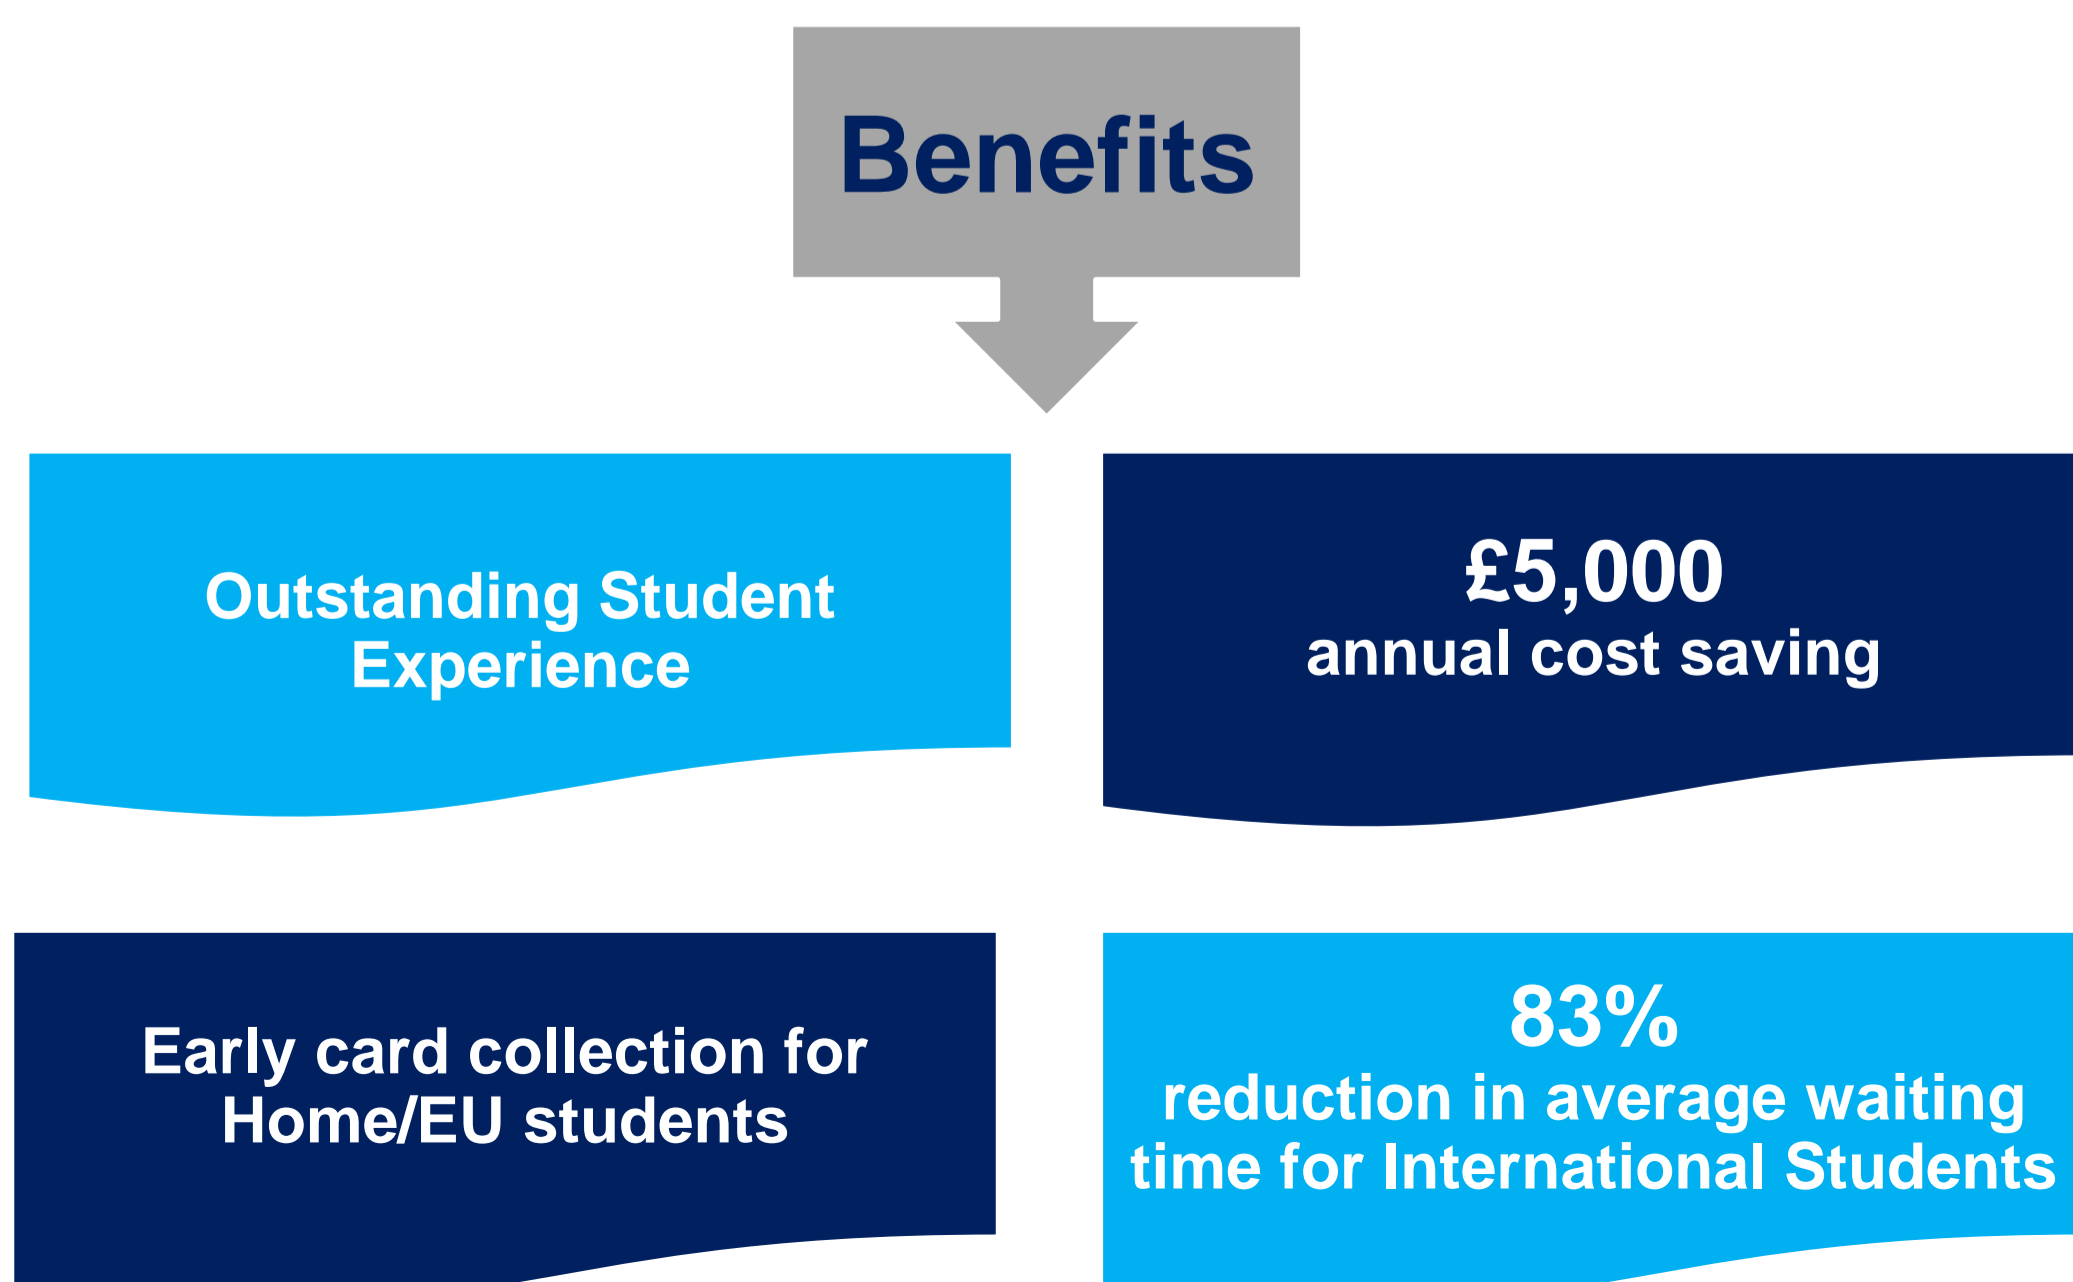 Benefits
Outstanding Student
Experience
£5,000
annual cost saving
Early card collection for
Home/EU students
83%
reduction in average waiting
time for International Students